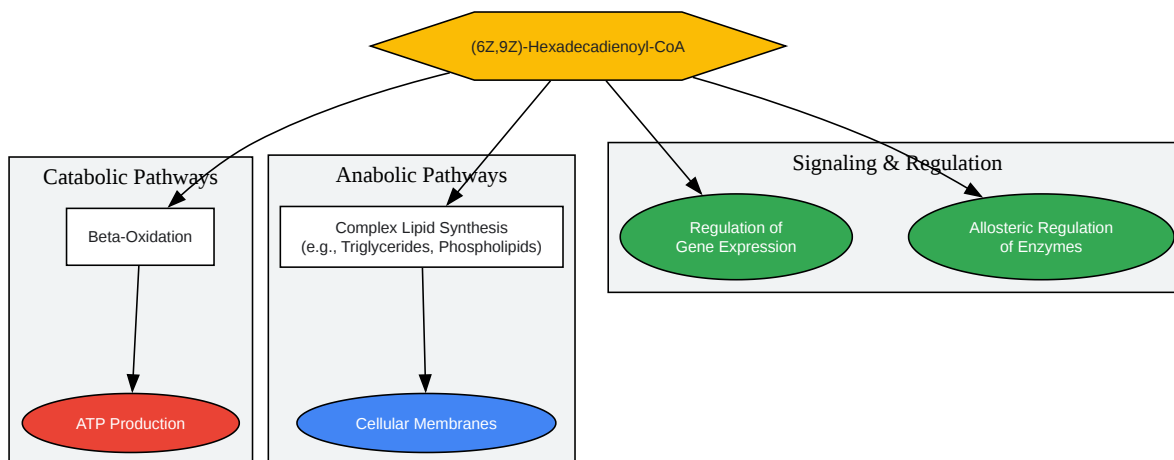 (6Z,9Z)-Hexadecadienoyl-CoA
Catabolic Pathways
Beta-Oxidation
ATP Production
Anabolic Pathways
Complex Lipid Synthesis
(e.g., Triglycerides, Phospholipids)
Cellular Membranes
Signaling & Regulation
Regulation of
Gene Expression
Allosteric Regulation
of Enzymes